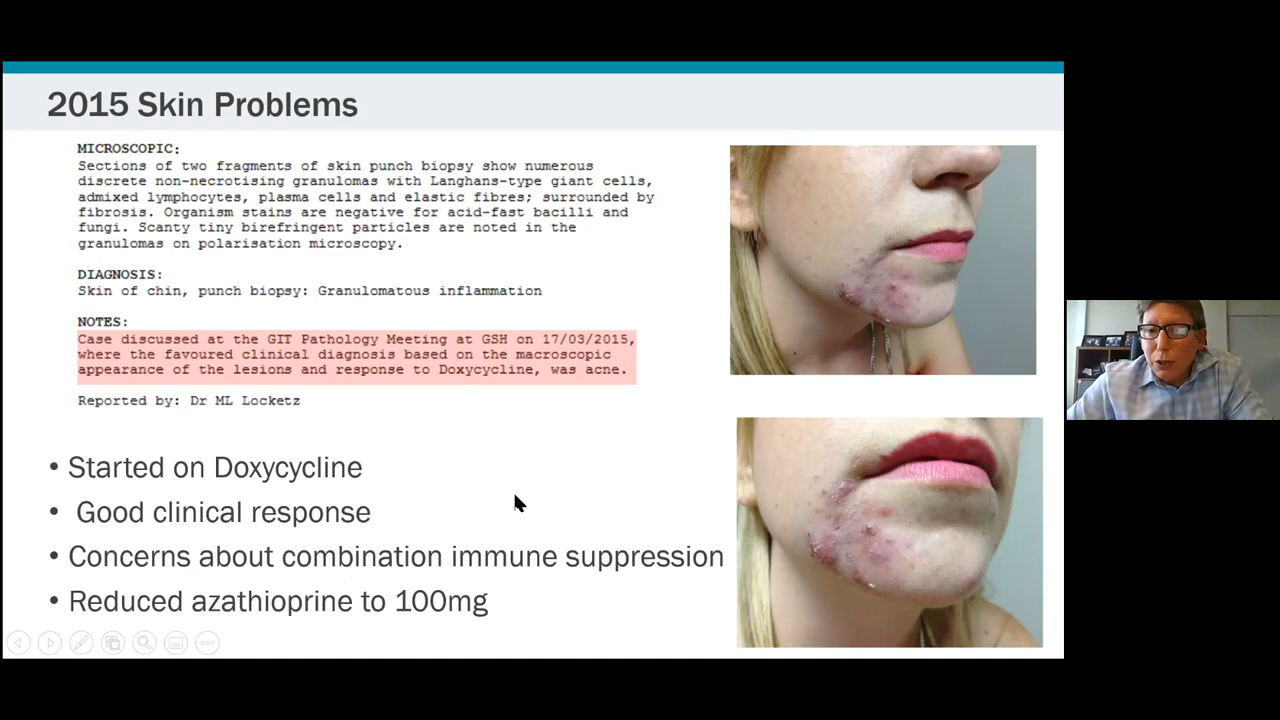 2015 Skin Problems
MICROSCOPIC:
Sections of two fragments of skin punch biopsy show numerous
discrete non-necrotising granulomas with Langhans-type giant cells,
admixed lymphocytes, plasma cells and elastic fibres; surrounded by
fibrosis. Organism stains are negative for acid-fast bacilli and
fungi. Scanty tiny birefringent particles are noted in the
granulomas on polarisation microscopy.
DIAGNOSIS:
Skin of chin, punch biopsy: Granulomatous inflammation
NOTES:
Case discussed at the GIT Pathology Meeting at GSH on 17/03/2015,
where the favoured clinical diagnosis based on the macroscopic
appearance of the lesions and response to Doxycycline, was acne.
Reported by: Dr ML Locketz
• Started on Doxycycline
• Good clinical response
• Concerns about combination immune suppression
• Reduced azathioprine to 100mg